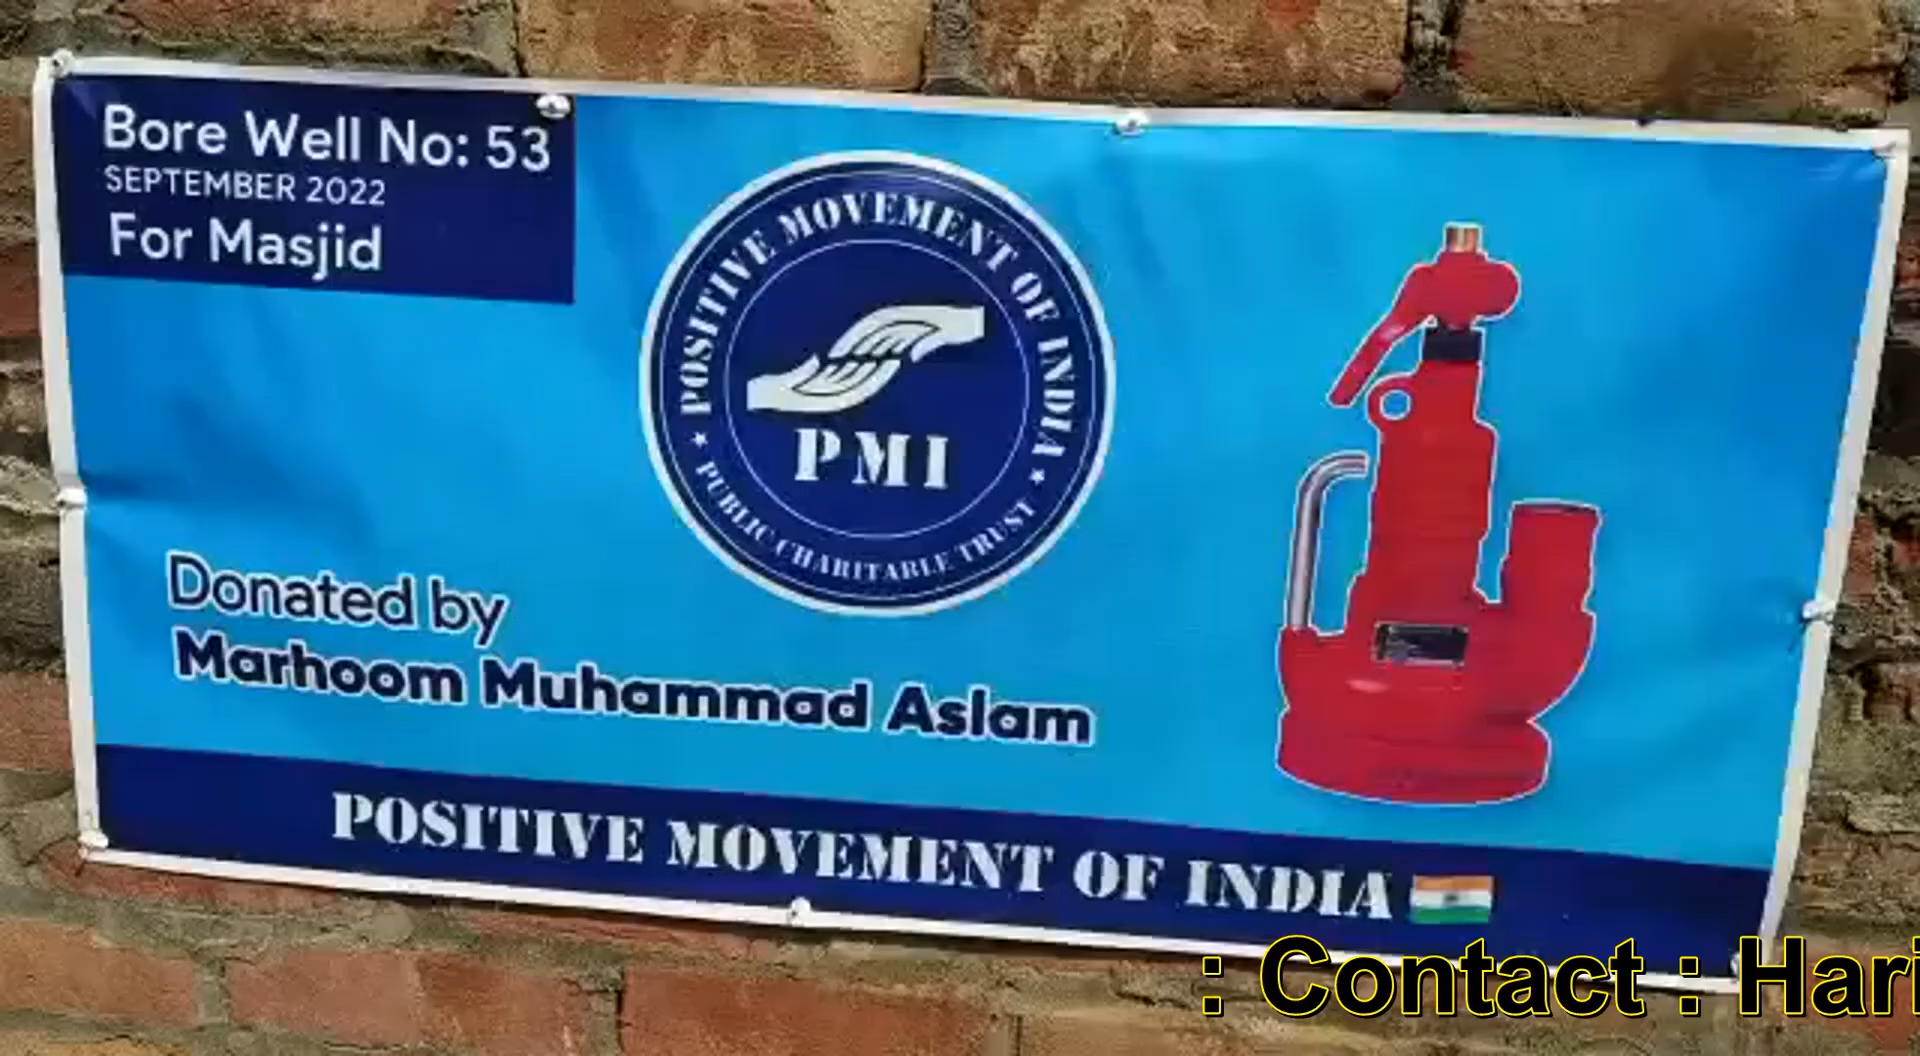 Bore Well No: 53
SEPTEMBER 2022
For Masjid
POSITIVE MOVEMENT OF INDIA
PMI
★ PUBLIC CHARITABLE TRUST ★
Donated by
Marhoom Muhammad Aslam
POSITIVE MOVEMENT OF INDIA
: Contact : Hari